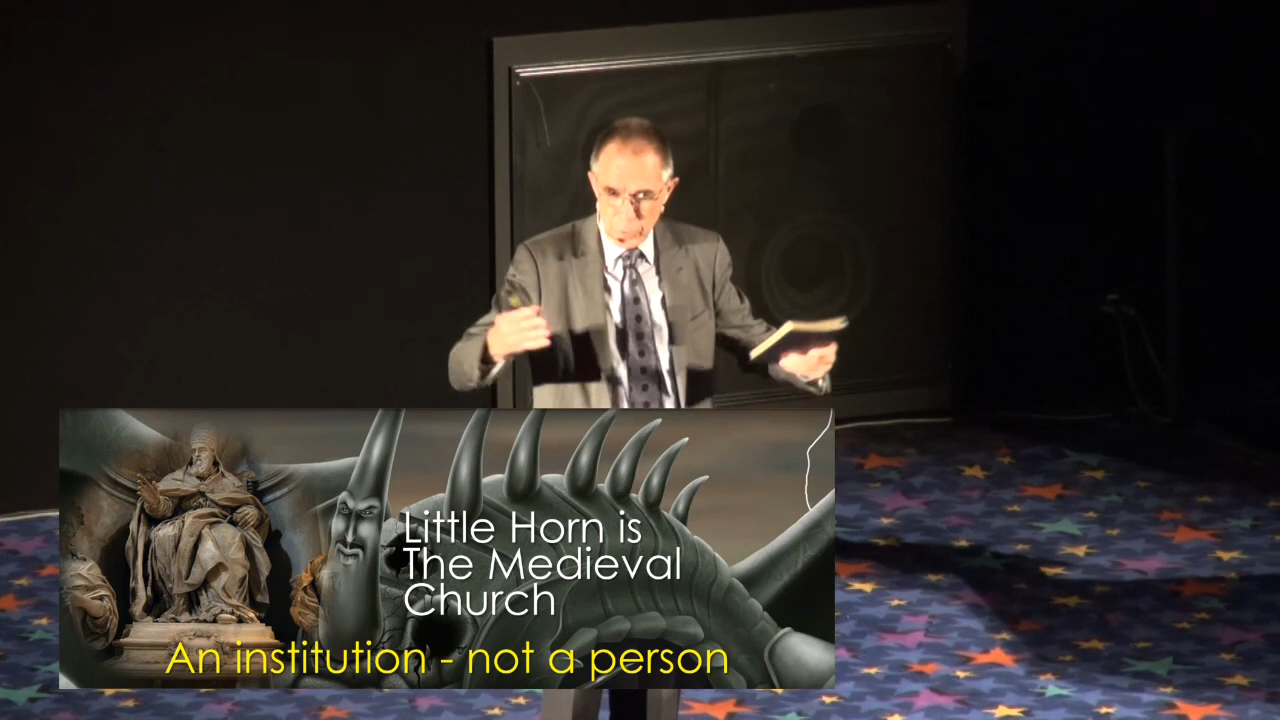 Little Horn is
The Medieval
Church
An institution - not a person